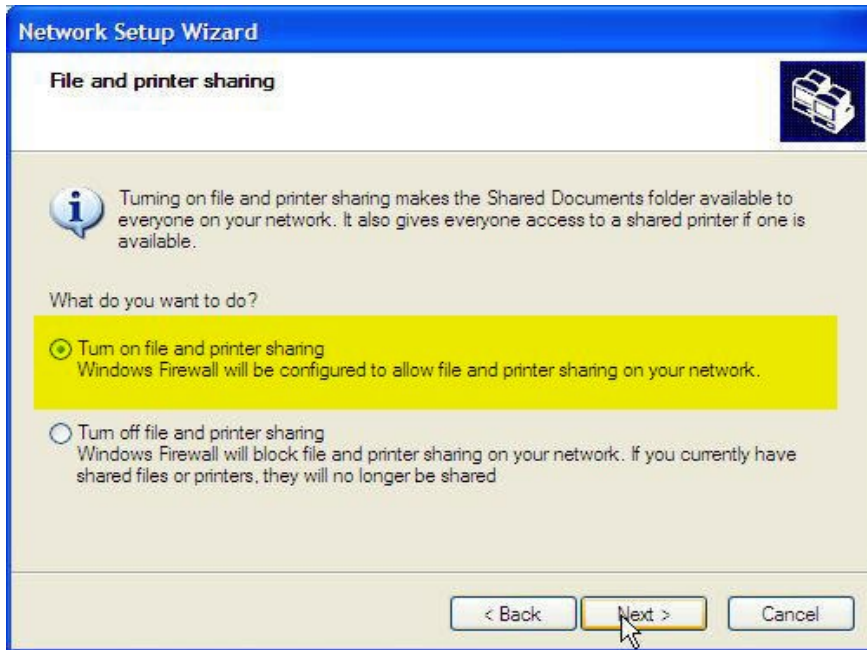 Network Setup Wizard
File and printer sharing
Turning on file and printer sharing makes the Shared Documents folder available to
everyone on your network. It also gives everyone access to a shared printer if one is
available.
What do you want to do?
Turn on file and printer sharing
Windows Firewall will be configured to allow file and printer sharing on your network.
Turn off file and printer sharing
Windows Firewall will block file and printer sharing on your network. If you currently have
shared files or printers, they will no longer be shared
< Back
Next >
Cancel